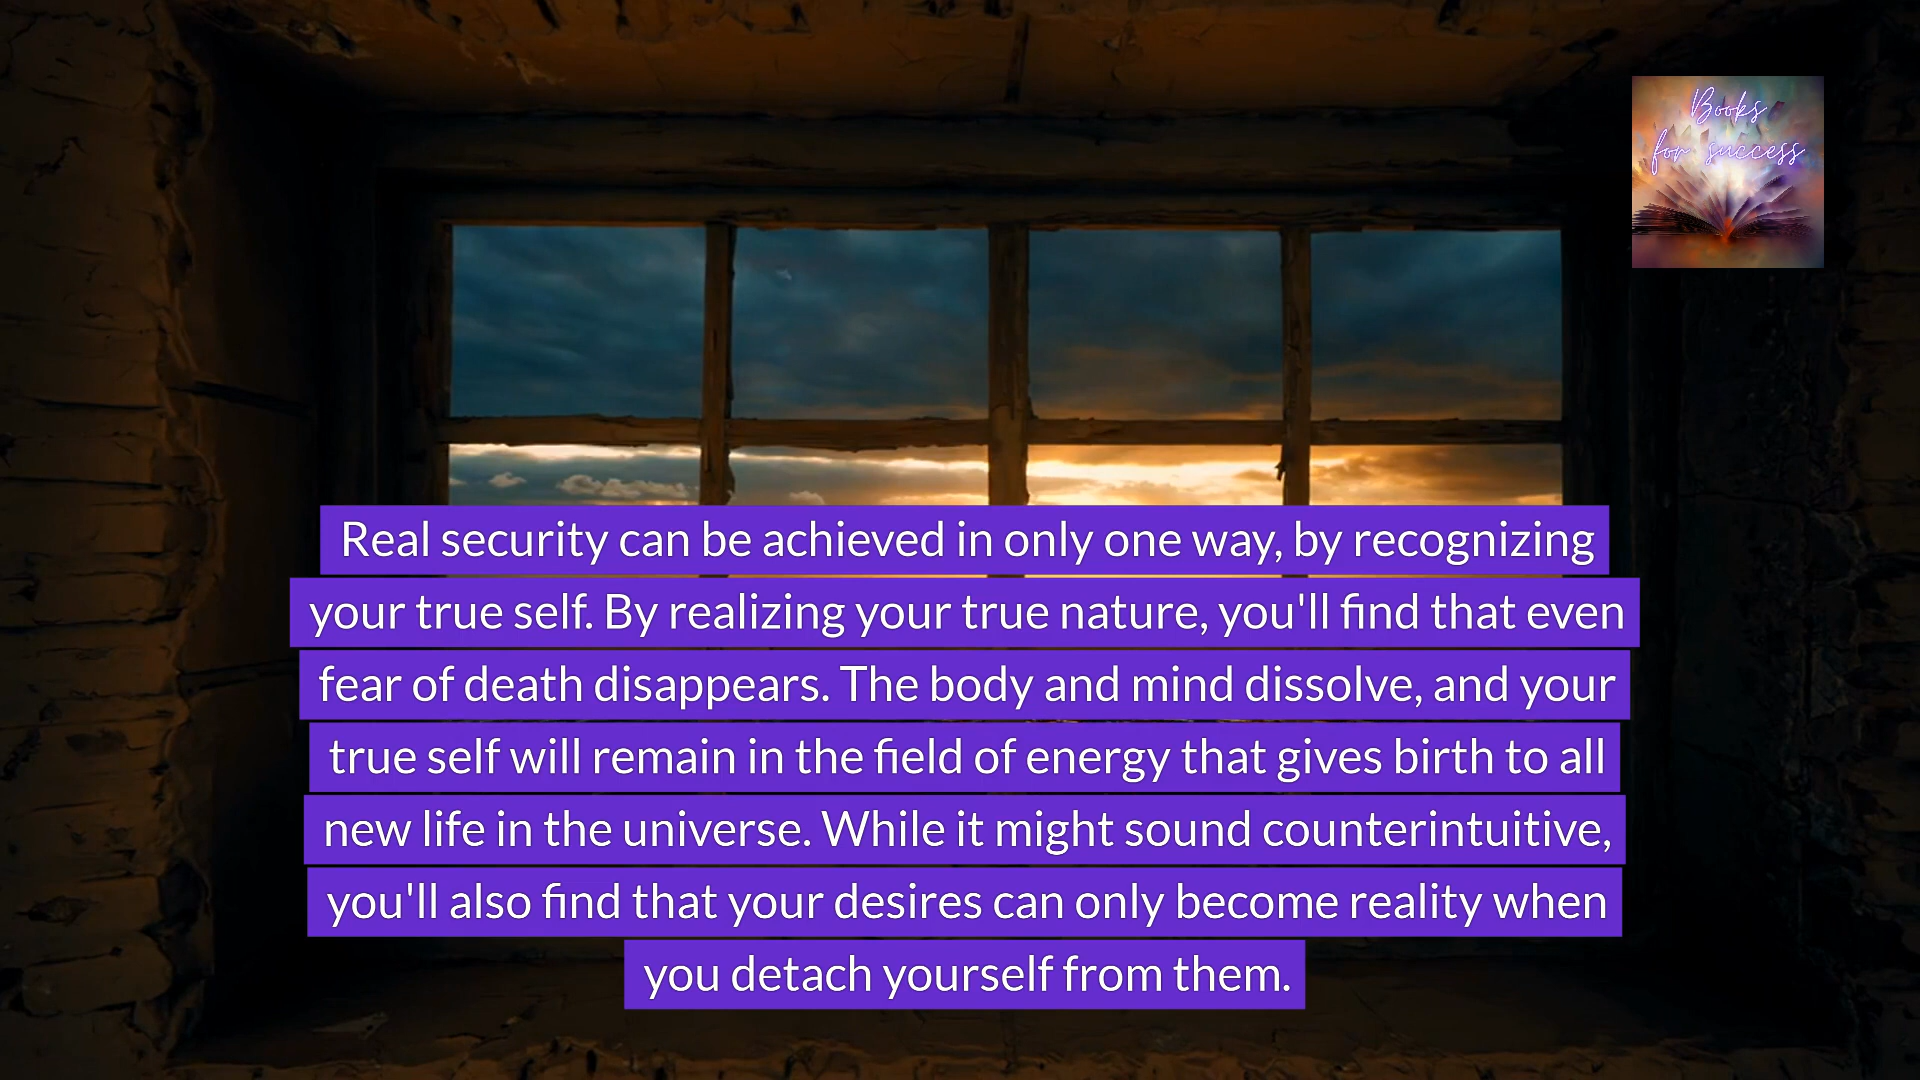 Books
for success
Real security can be achieved in only one way, by recognizing
your true self. By realizing your true nature, you'll find that even
fear of death disappears. The body and mind dissolve, and your
true self will remain in the field of energy that gives birth to all
new life in the universe. While it might sound counterintuitive,
you'll also find that your desires can only become reality when
you detach yourself from them.